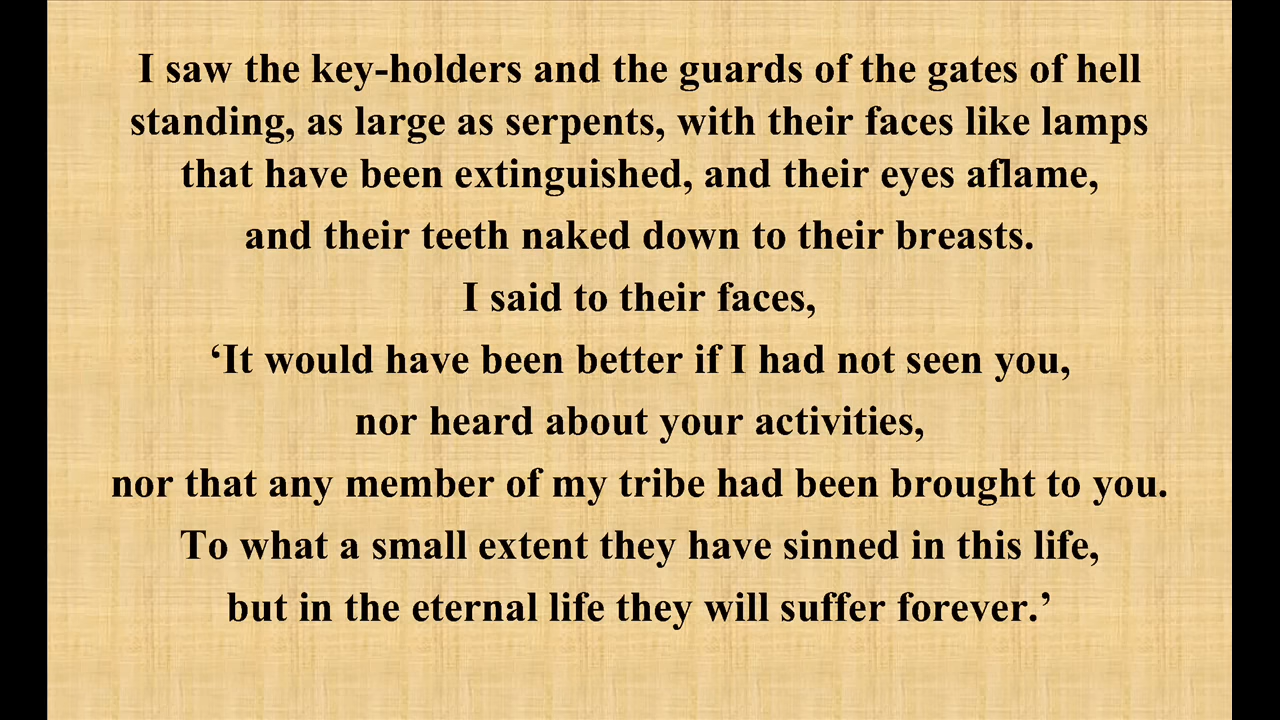 I saw the key-holders and the guards of the gates of hell
standing, as large as serpents, with their faces like lamps
that have been extinguished, and their eyes aflame,
and their teeth naked down to their breasts.
I said to their faces,
‘It would have been better if I had not seen you,
nor heard about your activities,
nor that any member of my tribe had been brought to you.
To what a small extent they have sinned in this life,
but in the eternal life they will suffer forever.’